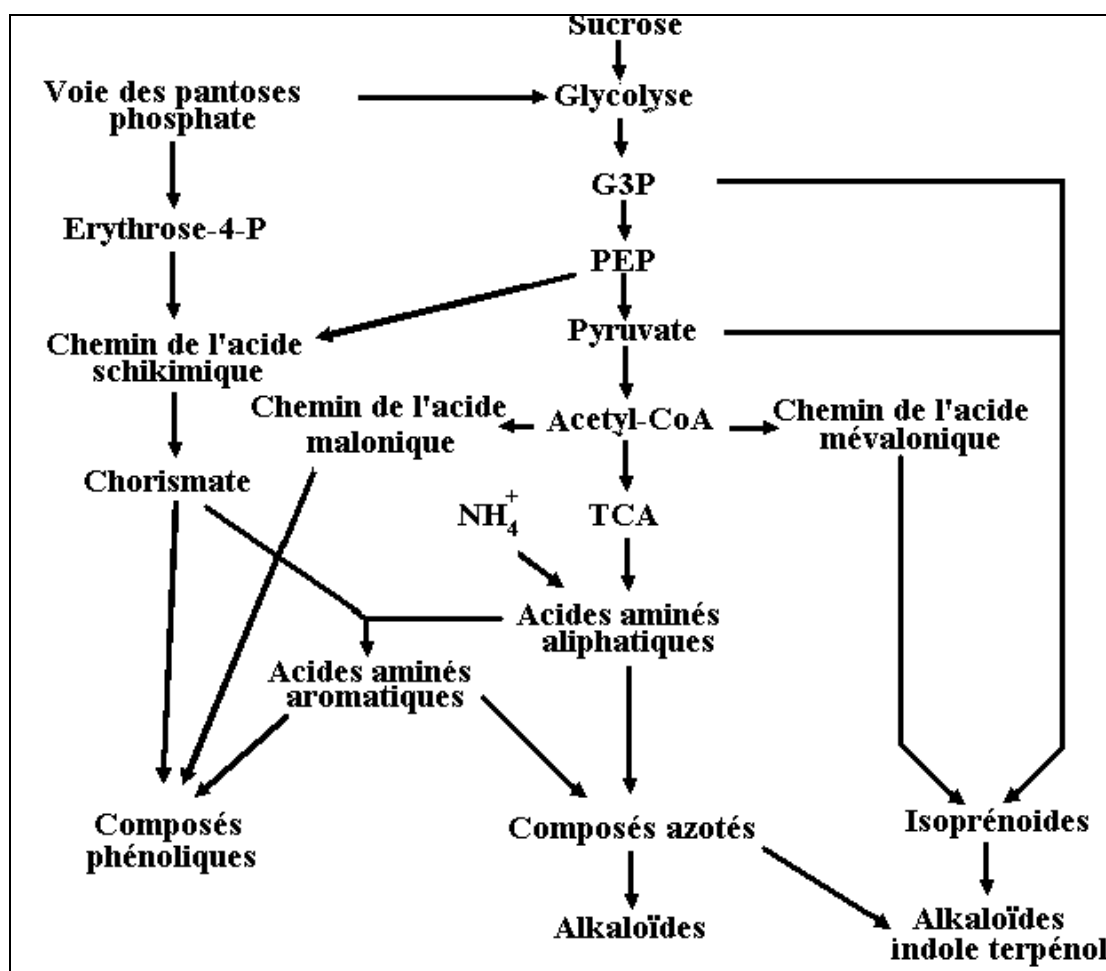 Sucrose
Voie des pantoses
phosphate
Glycolyse
G3P
Erythrose-4-P
PEP
Pyruvate
Chemin de l'acide
schikimique
Chemin de l'acide
malonique
Acetyl-CoA
Chemin de l'acide
mévalonique
Chorismate
NH4+
TCA
Acides aminés
aliphatiques
Acides aminés
aromatiques
Composés
phénoliques
Composés azotés
Isoprénoides
Alkaloïdes
Alkaloïdes
indole terpénol